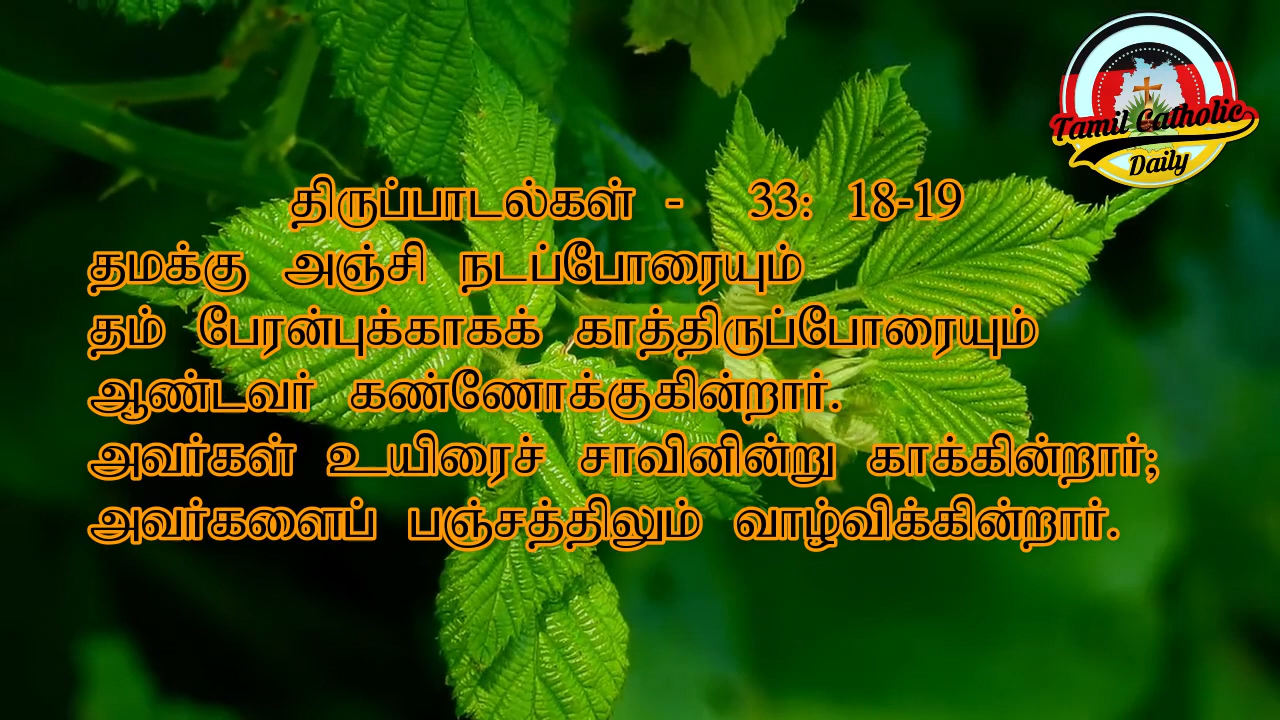 Tamil Catholic
Daily
திருப்பாடல்கள் - 33: 18-19
தமக்கு அஞ்சி நடப்போரையும்
தம் பேரன்புக்காகக் காத்திருப்போரையும்
ஆண்டவர் கண்ணோக்குகின்றார்.
அவர்கள் உயிரைச் சாவினின்று காக்கின்றார்;
அவர்களைப் பஞ்சத்திலும் வாழ்விக்கின்றார்.